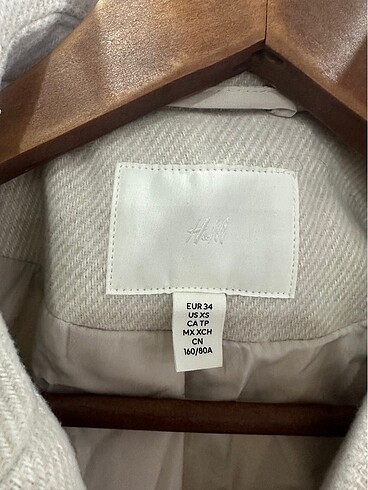 H&M
EUR 34
US XS
CA TP
MX XCH
CN
160/80A